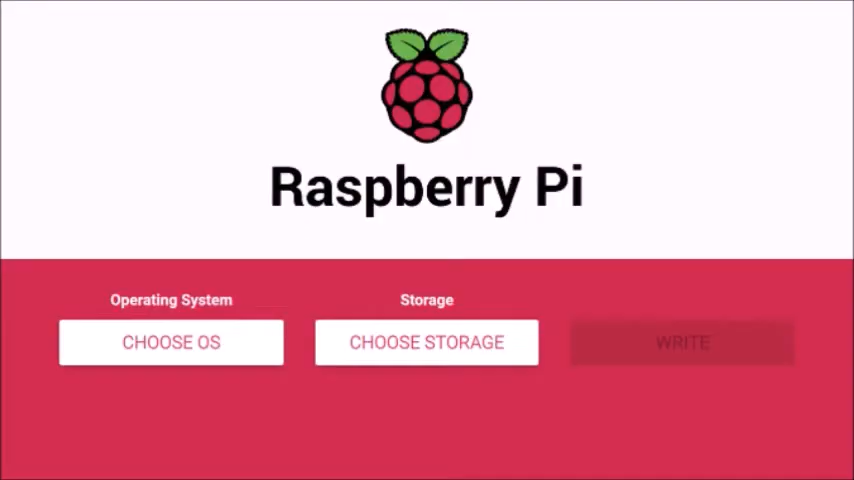 Raspberry Pi
Operating System
Storage
CHOOSE OS
CHOOSE STORAGE
WRITE